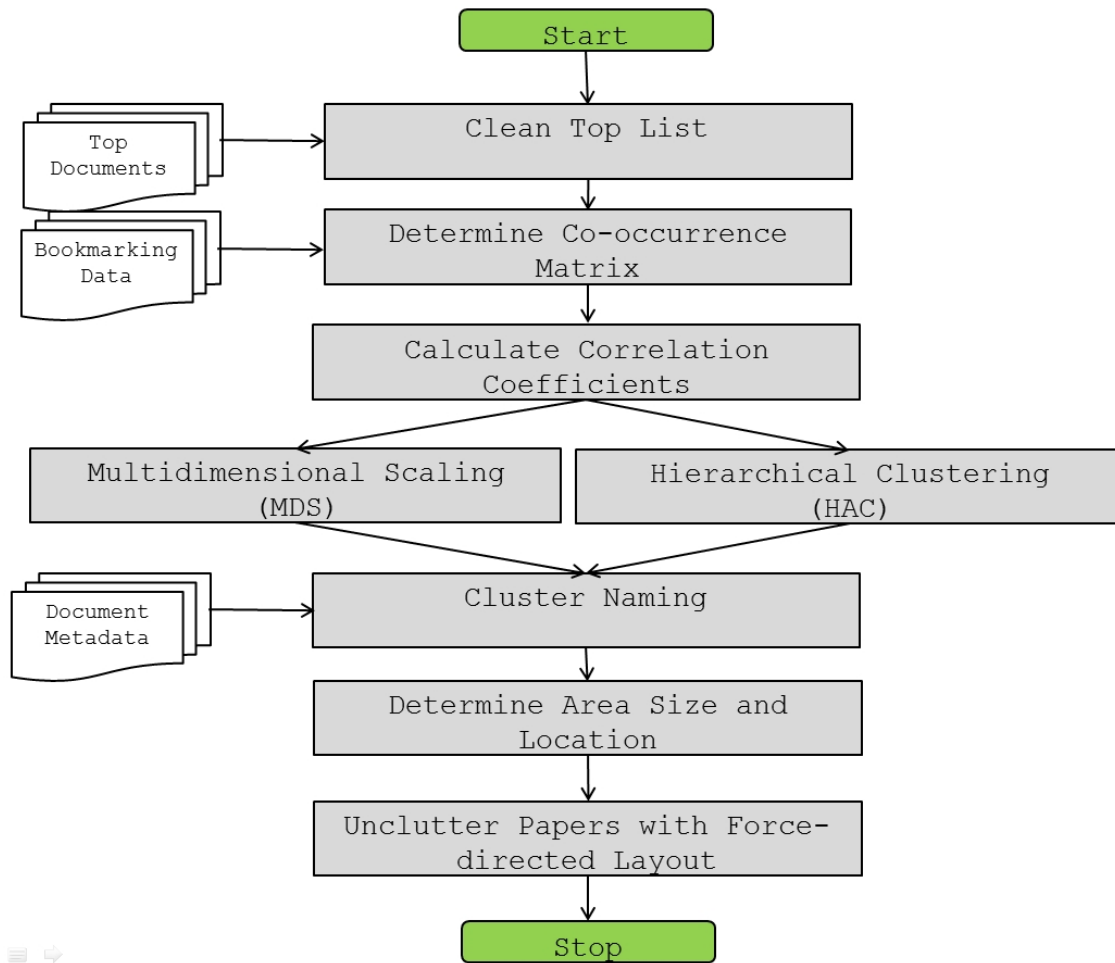 Start
Clean Top List
Top
Documents
Determine Co-occurrence
Matrix
Bookmarking
Data
Calculate Correlation
Coefficients
Multidimensional Scaling
(MDS)
Hierarchical Clustering
(HAC)
Cluster Naming
Document
Metadata
Determine Area Size and
Location
Unclutter Papers with Force-
directed Layout
Stop